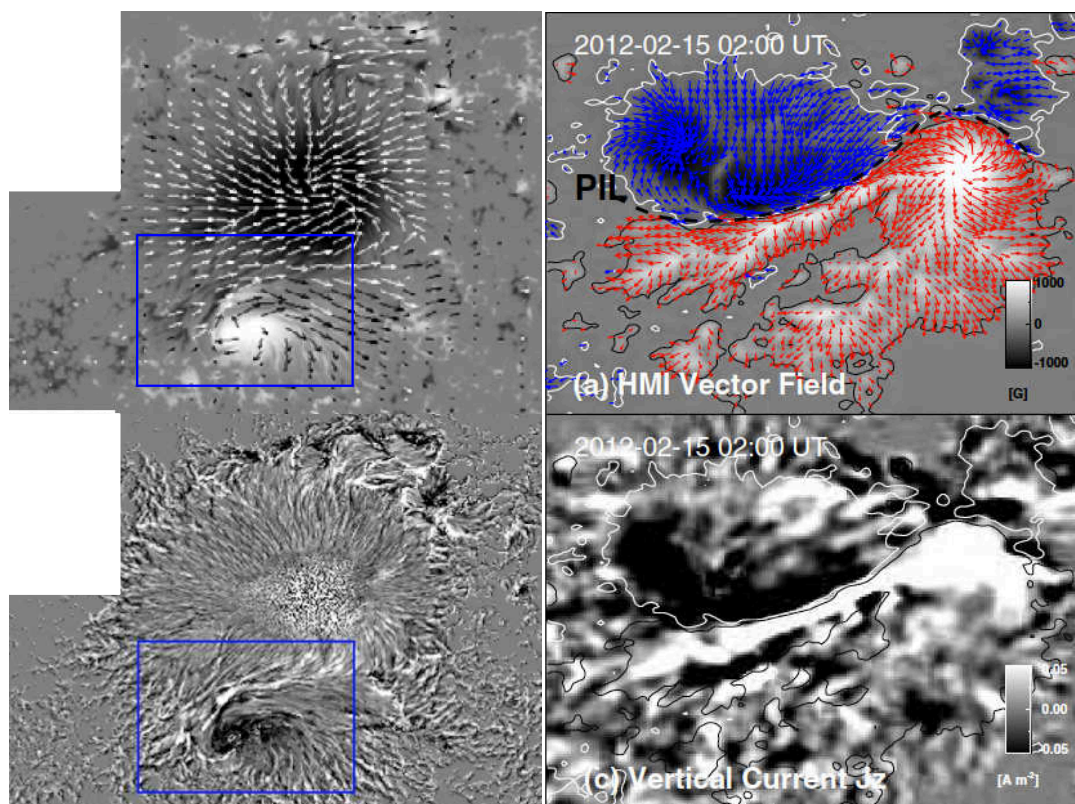 2012-02-15 02:00 UT
PIL
1000
0
-1000
[G]
(a) HMI Vector Field
2012-02-15 02:00 UT
0.05
0.00
-0.05
[A m⁻²]
(c) Vertical Current Jz